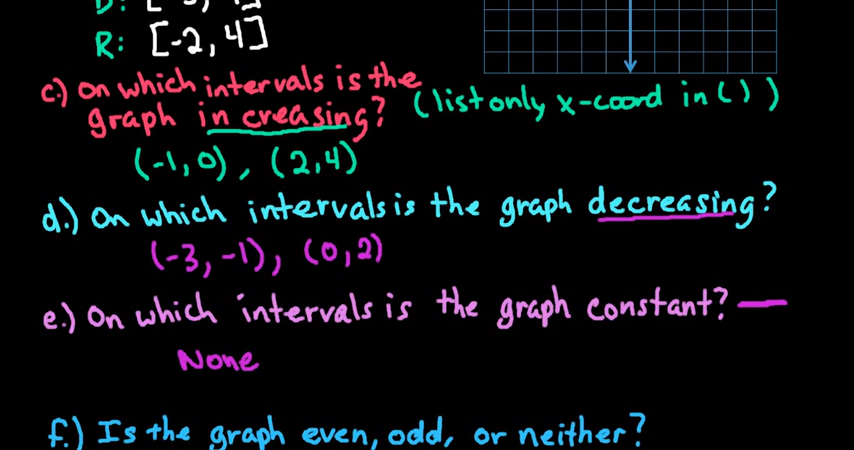 D:
R: [-2, 4]
c.) On which intervals is the
graph increasing? (list only x-coord in ( ) )
(-1, 0), (2, 4)
d.) On which intervals is the graph decreasing?
(-3, -1), (0, 2)
e.) On which intervals is the graph constant? —
None
f.) Is the graph even, odd, or neither?